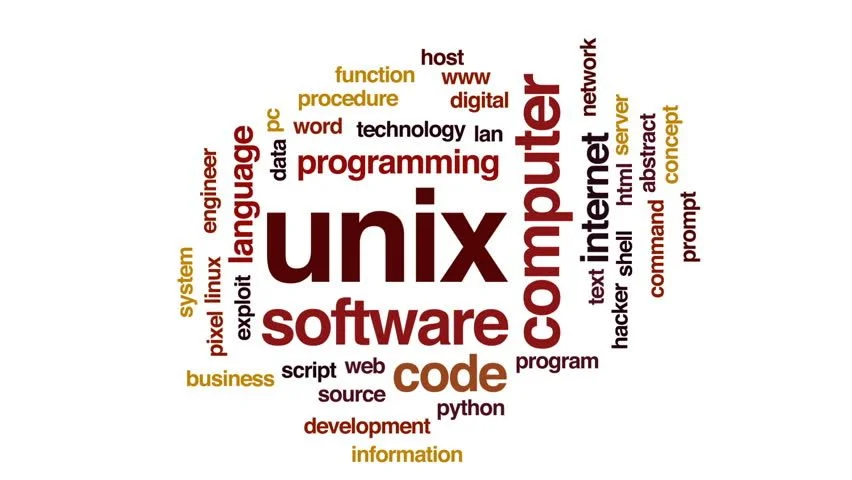 host
function
www
procedure
digital
pc
word
technology
lan
data
programming
language
engineer
unix
computer
network
internet
server
html
abstract
concept
text
shell
hacker
command
prompt
system
linux
pixel
exploit
software
business
script
web
code
program
source
python
development
information